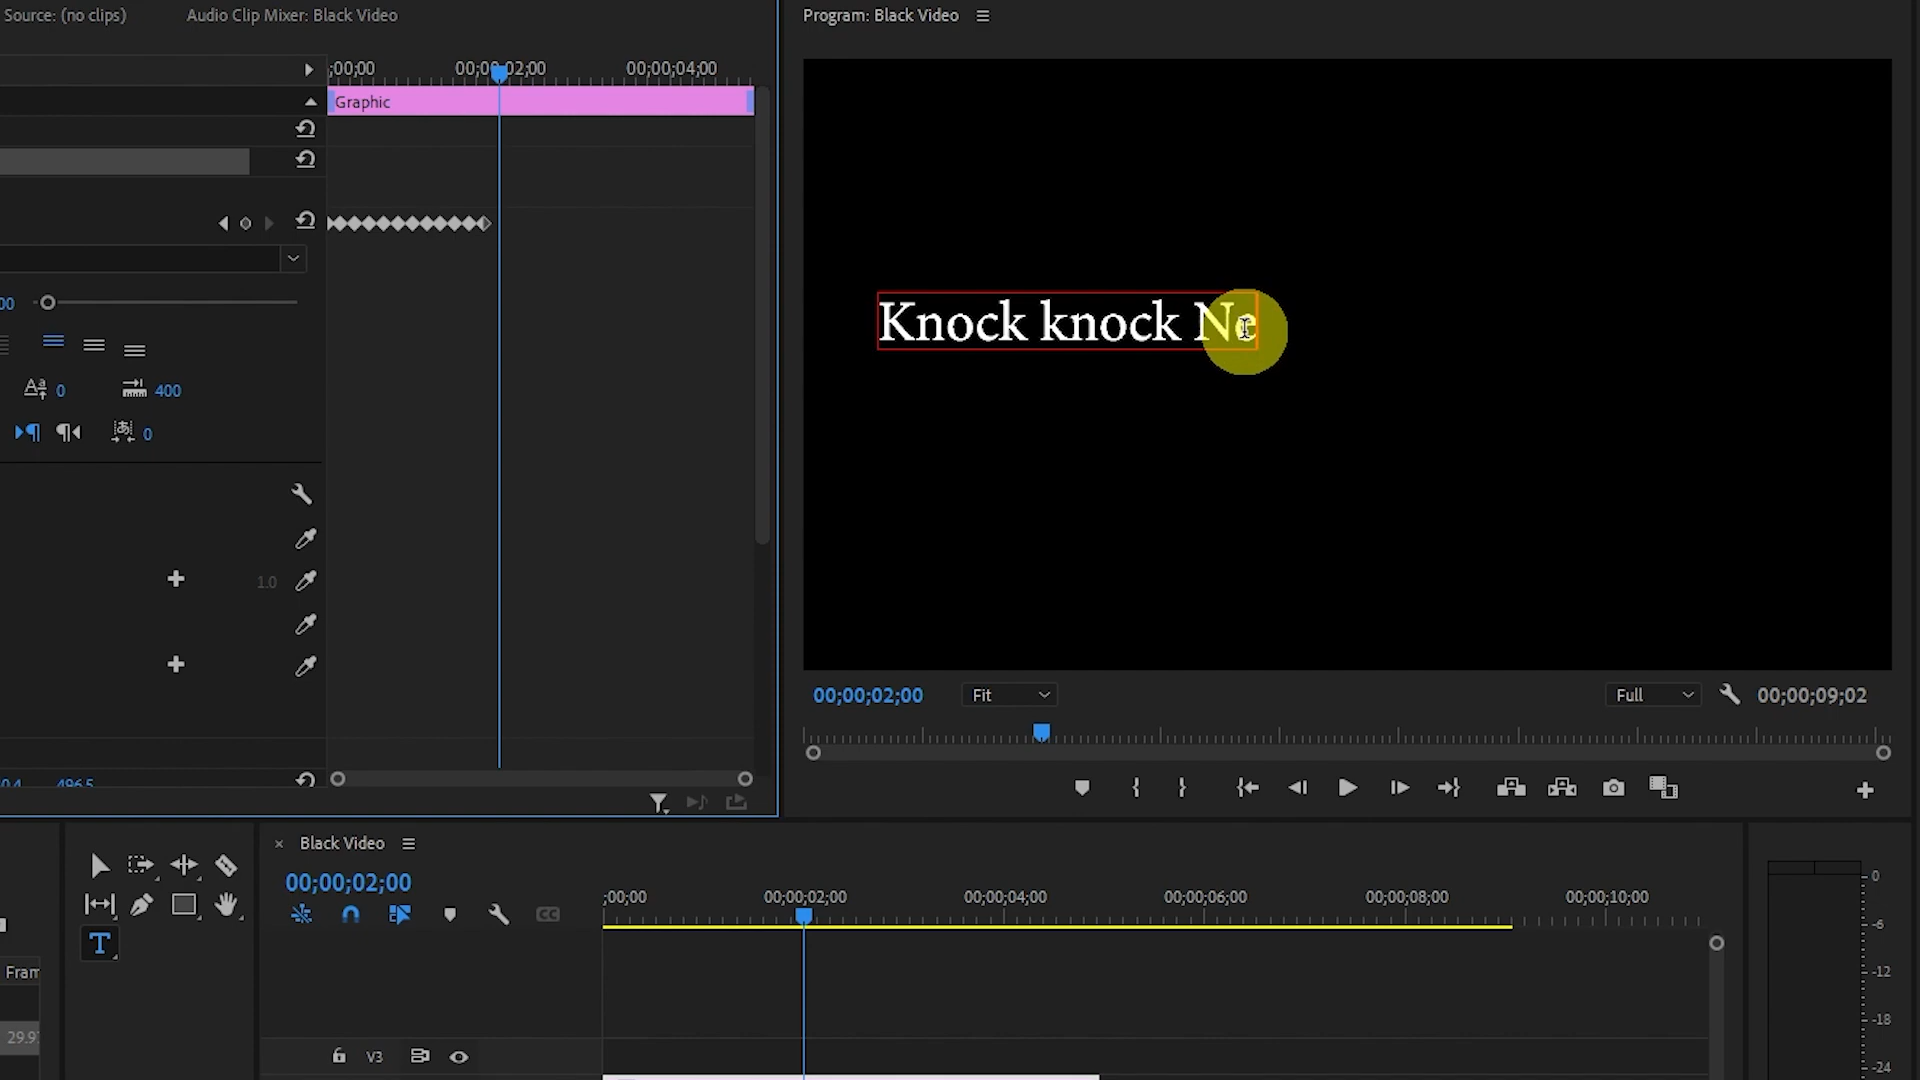 Source: (no clips)
Audio Clip Mixer: Black Video
Program: Black Video
;00;00
00;00;02;00
00;00;04;00
Graphic
Knock knock Ne
00
0
400
0
1.0
496.5
00;00;02;00
Fit
Full
00;00;09;02
Black Video
00;00;02;00
;00;00
00;00;02;00
00;00;04;00
00;00;06;00
00;00;08;00
00;00;10;00
T
CC
Fram
29.9
V3
0
-6
-12
-18
-24